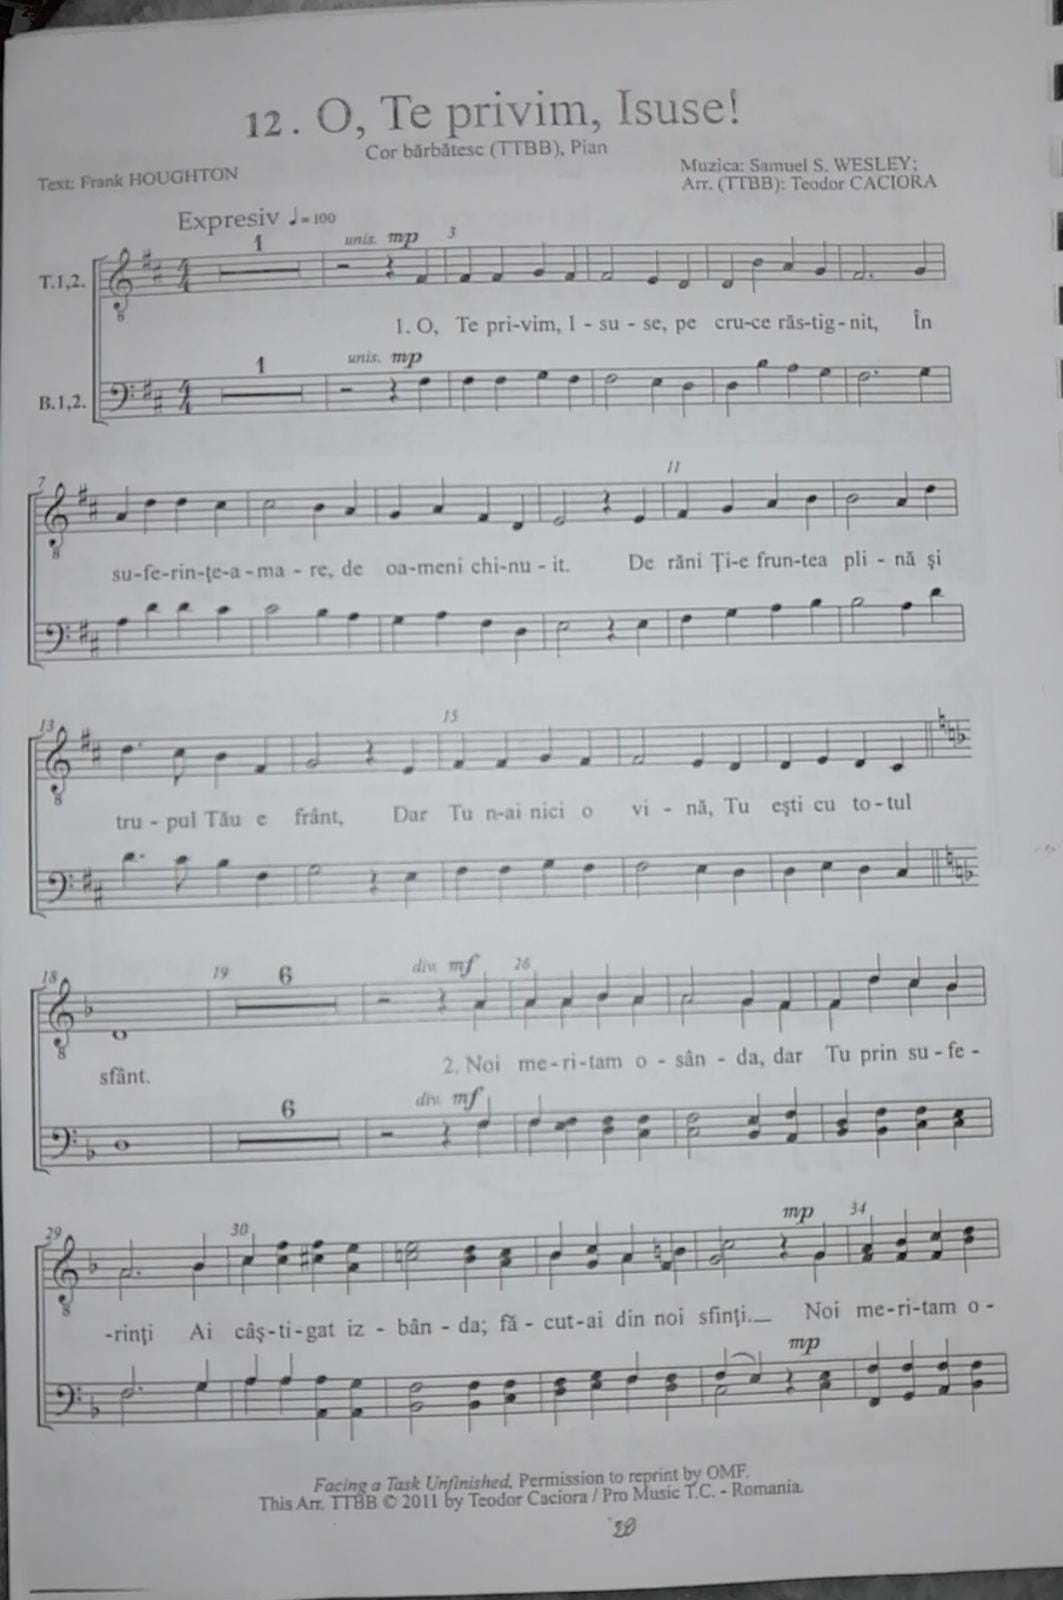 12. O, Te privim, Isuse!
Cor bărbătesc (TTBB), Pian
Text: Frank HOUGHTON
Muzica: Samuel S. WESLEY;
Arr. (TTBB): Teodor CACIORA
Expresiv ♩=100
1
unis. mp 3
T.1,2.
1. O, Te pri-vim, I - su - se, pe cru-ce răs-tig-nit, În
1
unis. mp
B.1,2.
7
11
su-fe-rin-ţe-a-ma-re, de oa-meni chi-nu-it. De răni Ţi-e frun-tea pli-nă şi
13
15
tru - pul Tău e frânt, Dar Tu n-ai nici o vi - nă, Tu eşti cu to-tul
18
19
6
div. mf
26
sfânt. 2. Noi me-ri-tam o - sân - da, dar Tu prin su-fe-
6
div. mf
29
30
mp
34
-rinţi Ai câş-ti-gat iz - bân - da; fă - cut-ai din noi sfinţi. Noi me-ri-tam o -
mp
Facing a Task Unfinished, Permission to reprint by OMF.
This Arr. TTBB © 2011 by Teodor Caciora / Pro Music T.C. - Romania.